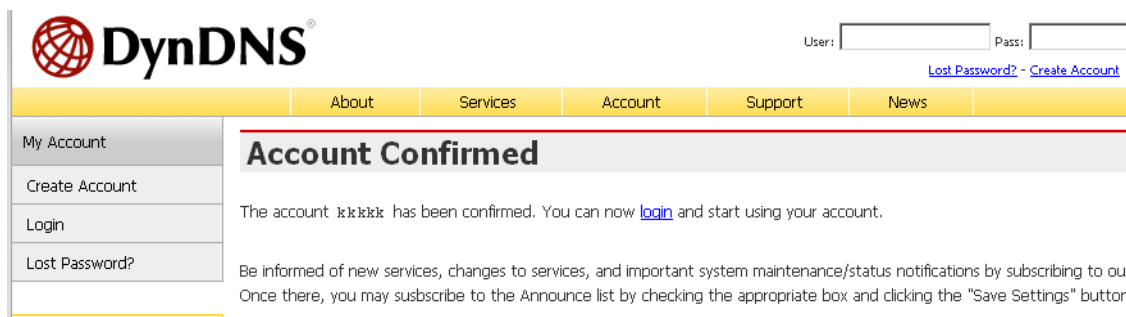 DynDNS®
User: Pass:
Lost Password? - Create Account
About Services Account Support News
My Account
Create Account
Login
Lost Password?
Account Confirmed
The account kkkkk has been confirmed. You can now login and start using your account.
Be informed of new services, changes to services, and important system maintenance/status notifications by subscribing to ou
Once there, you may susbscribe to the Announce list by checking the appropriate box and clicking the "Save Settings" button